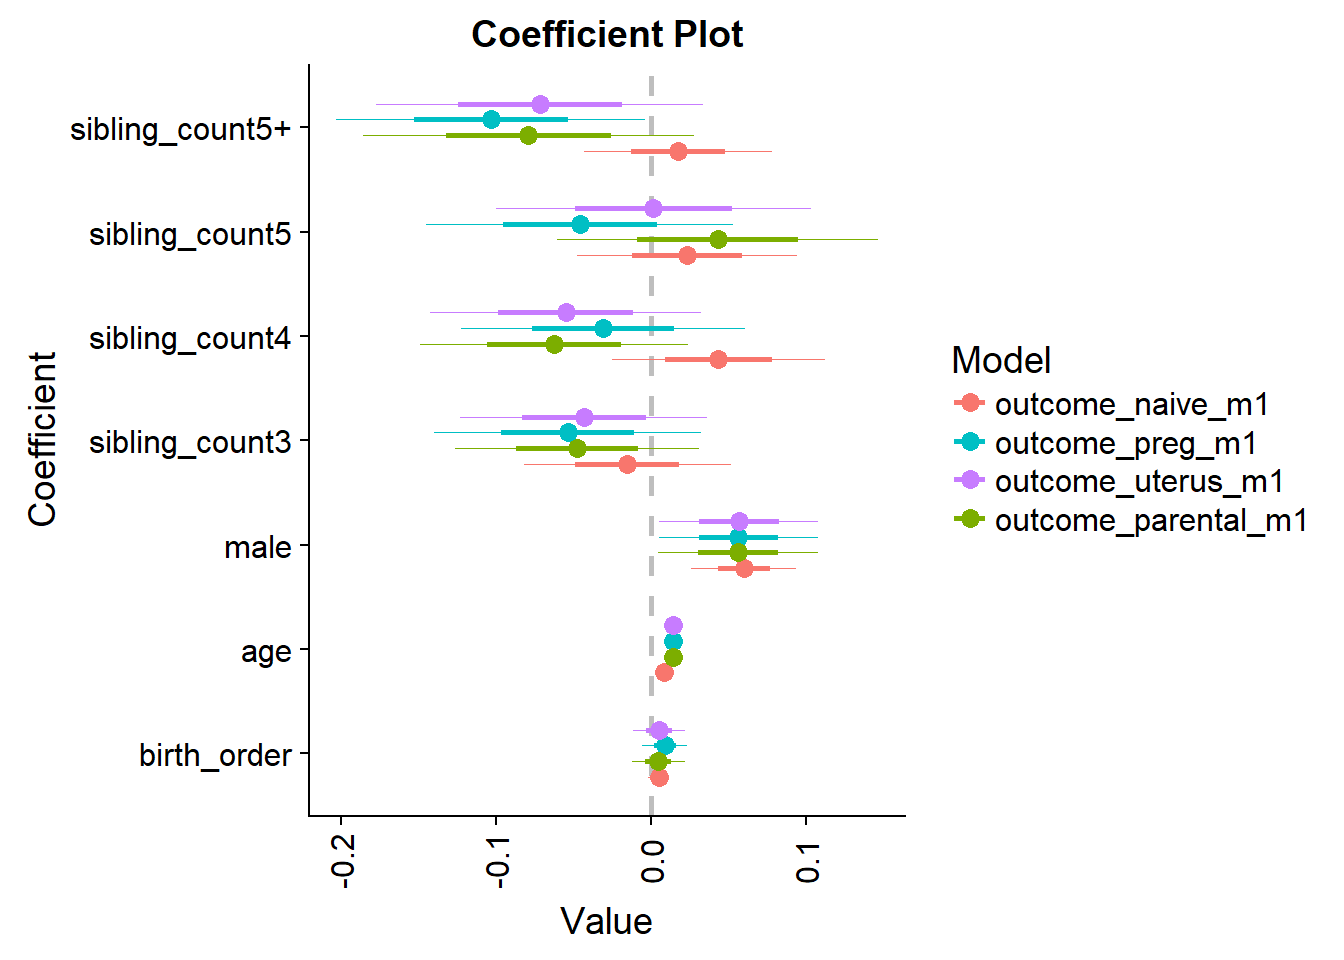 Coefficient Plot
sibling_count5+
sibling_count5
sibling_count4
sibling_count3
male
age
birth_order
Coefficient
-0.2
-0.1
0.0
0.1
Value
Model
outcome_naive_m1
outcome_preg_m1
outcome_uterus_m1
outcome_parental_m1